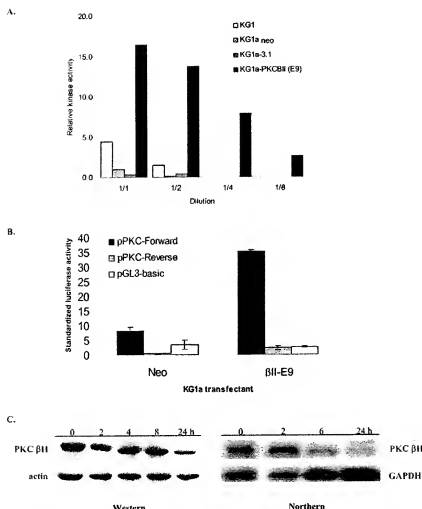 A.
20.0
15.0
10.0
5.0
0.0
Relative kinase activity
KG1
KG1a neo
KG1a-3.1
KG1a-PKCBII (E9)
1/1 1/2 1/4 1/8
Dilution
B.
40
35
30
25
20
15
10
5
0
Standardized luciferase activity
pPKC-Forward
pPKC-Reverse
pGL3-basic
Neo βII-E9
KG1a transfectant
C.
0 2 4 8 24 h 0 2 6 24 h
PKC βII PKC βII
actin GAPDH
Western Northern